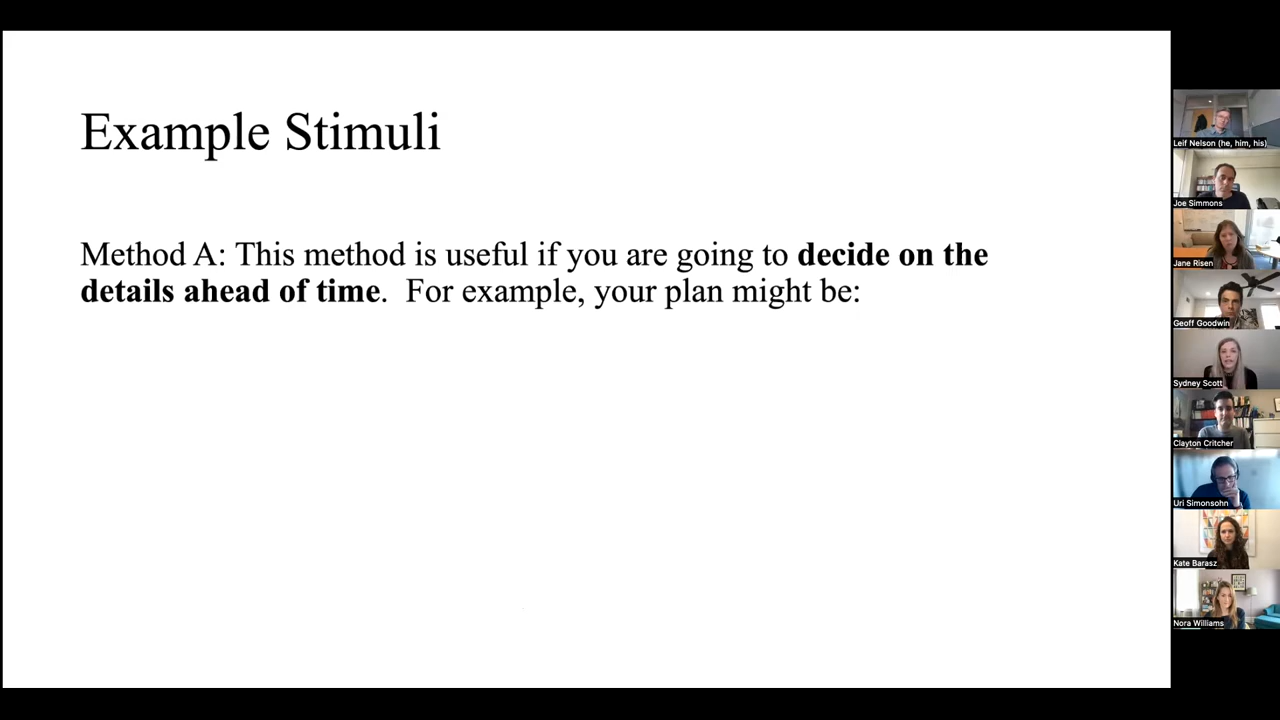 Example Stimuli
Method A: This method is useful if you are going to decide on the
details ahead of time.  For example, your plan might be:
Leif Nelson (he, him, his)
Joe Simmons
Jane Risen
Geoff Goodwin
Sydney Scott
Clayton Critcher
Uri Simonsohn
Kate Barasz
Nora Williams